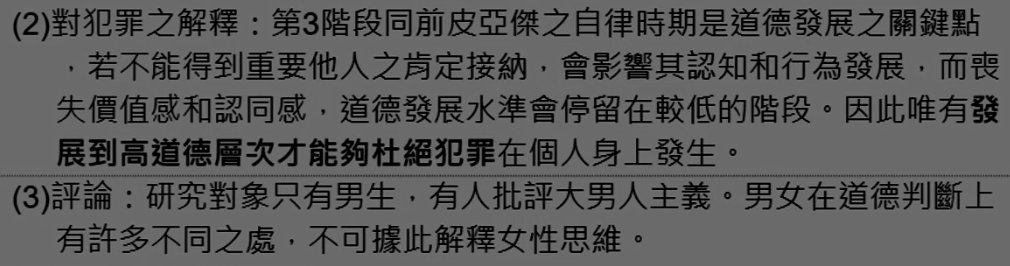 (2)對犯罪之解釋：第3階段同前皮亞傑之自律時期是道德發展之關鍵點
，若不能得到重要他人之肯定接納，會影響其認知和行為發展，而喪
失價值感和認同感，道德發展水準會停留在較低的階段。因此唯有發
展到高道德層次才能夠杜絕犯罪在個人身上發生。
(3)評論：研究對象只有男生，有人批評大男人主義。男女在道德判斷上
有許多不同之處，不可據此解釋女性思維。